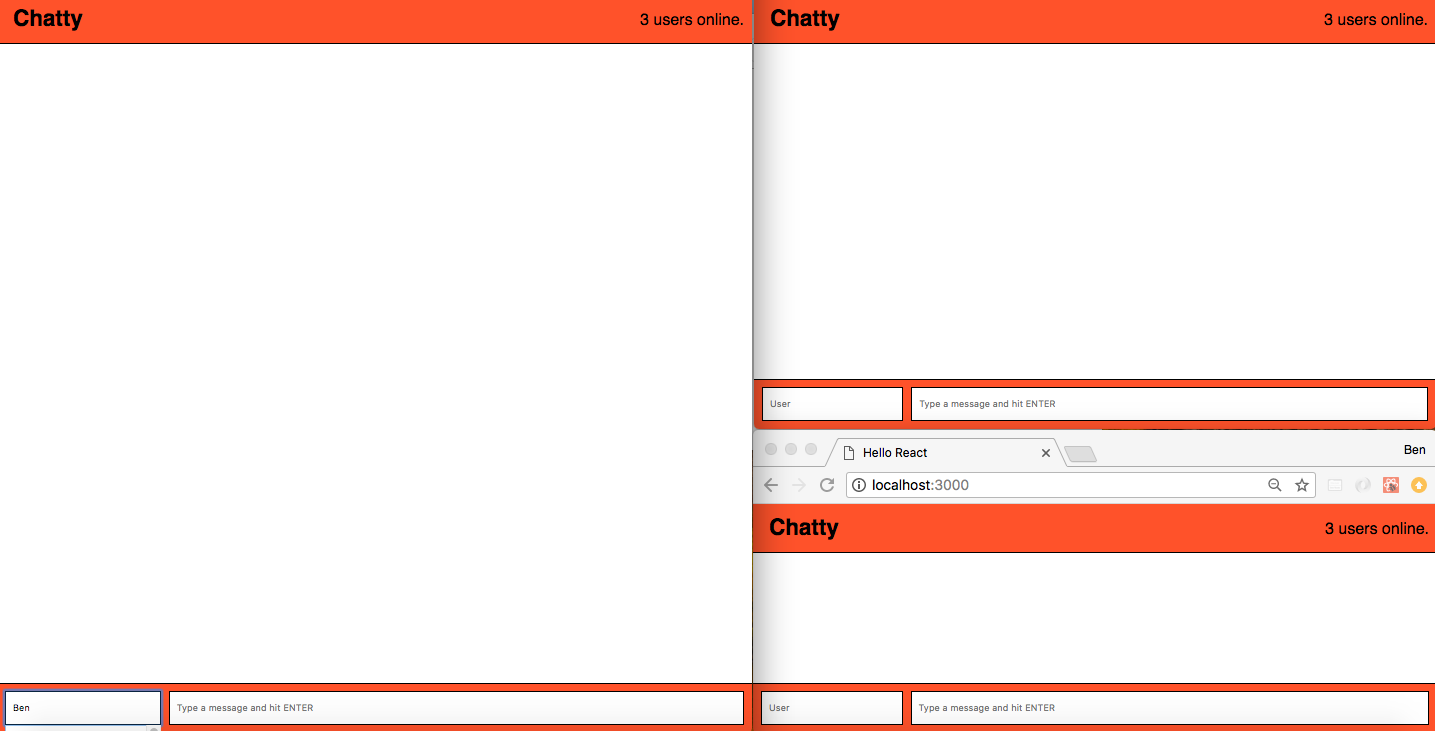 Chatty
3 users online.
Ben
Type a message and hit ENTER
Chatty
3 users online.
User
Type a message and hit ENTER
Hello React
Ben
localhost:3000
Chatty
3 users online.
User
Type a message and hit ENTER